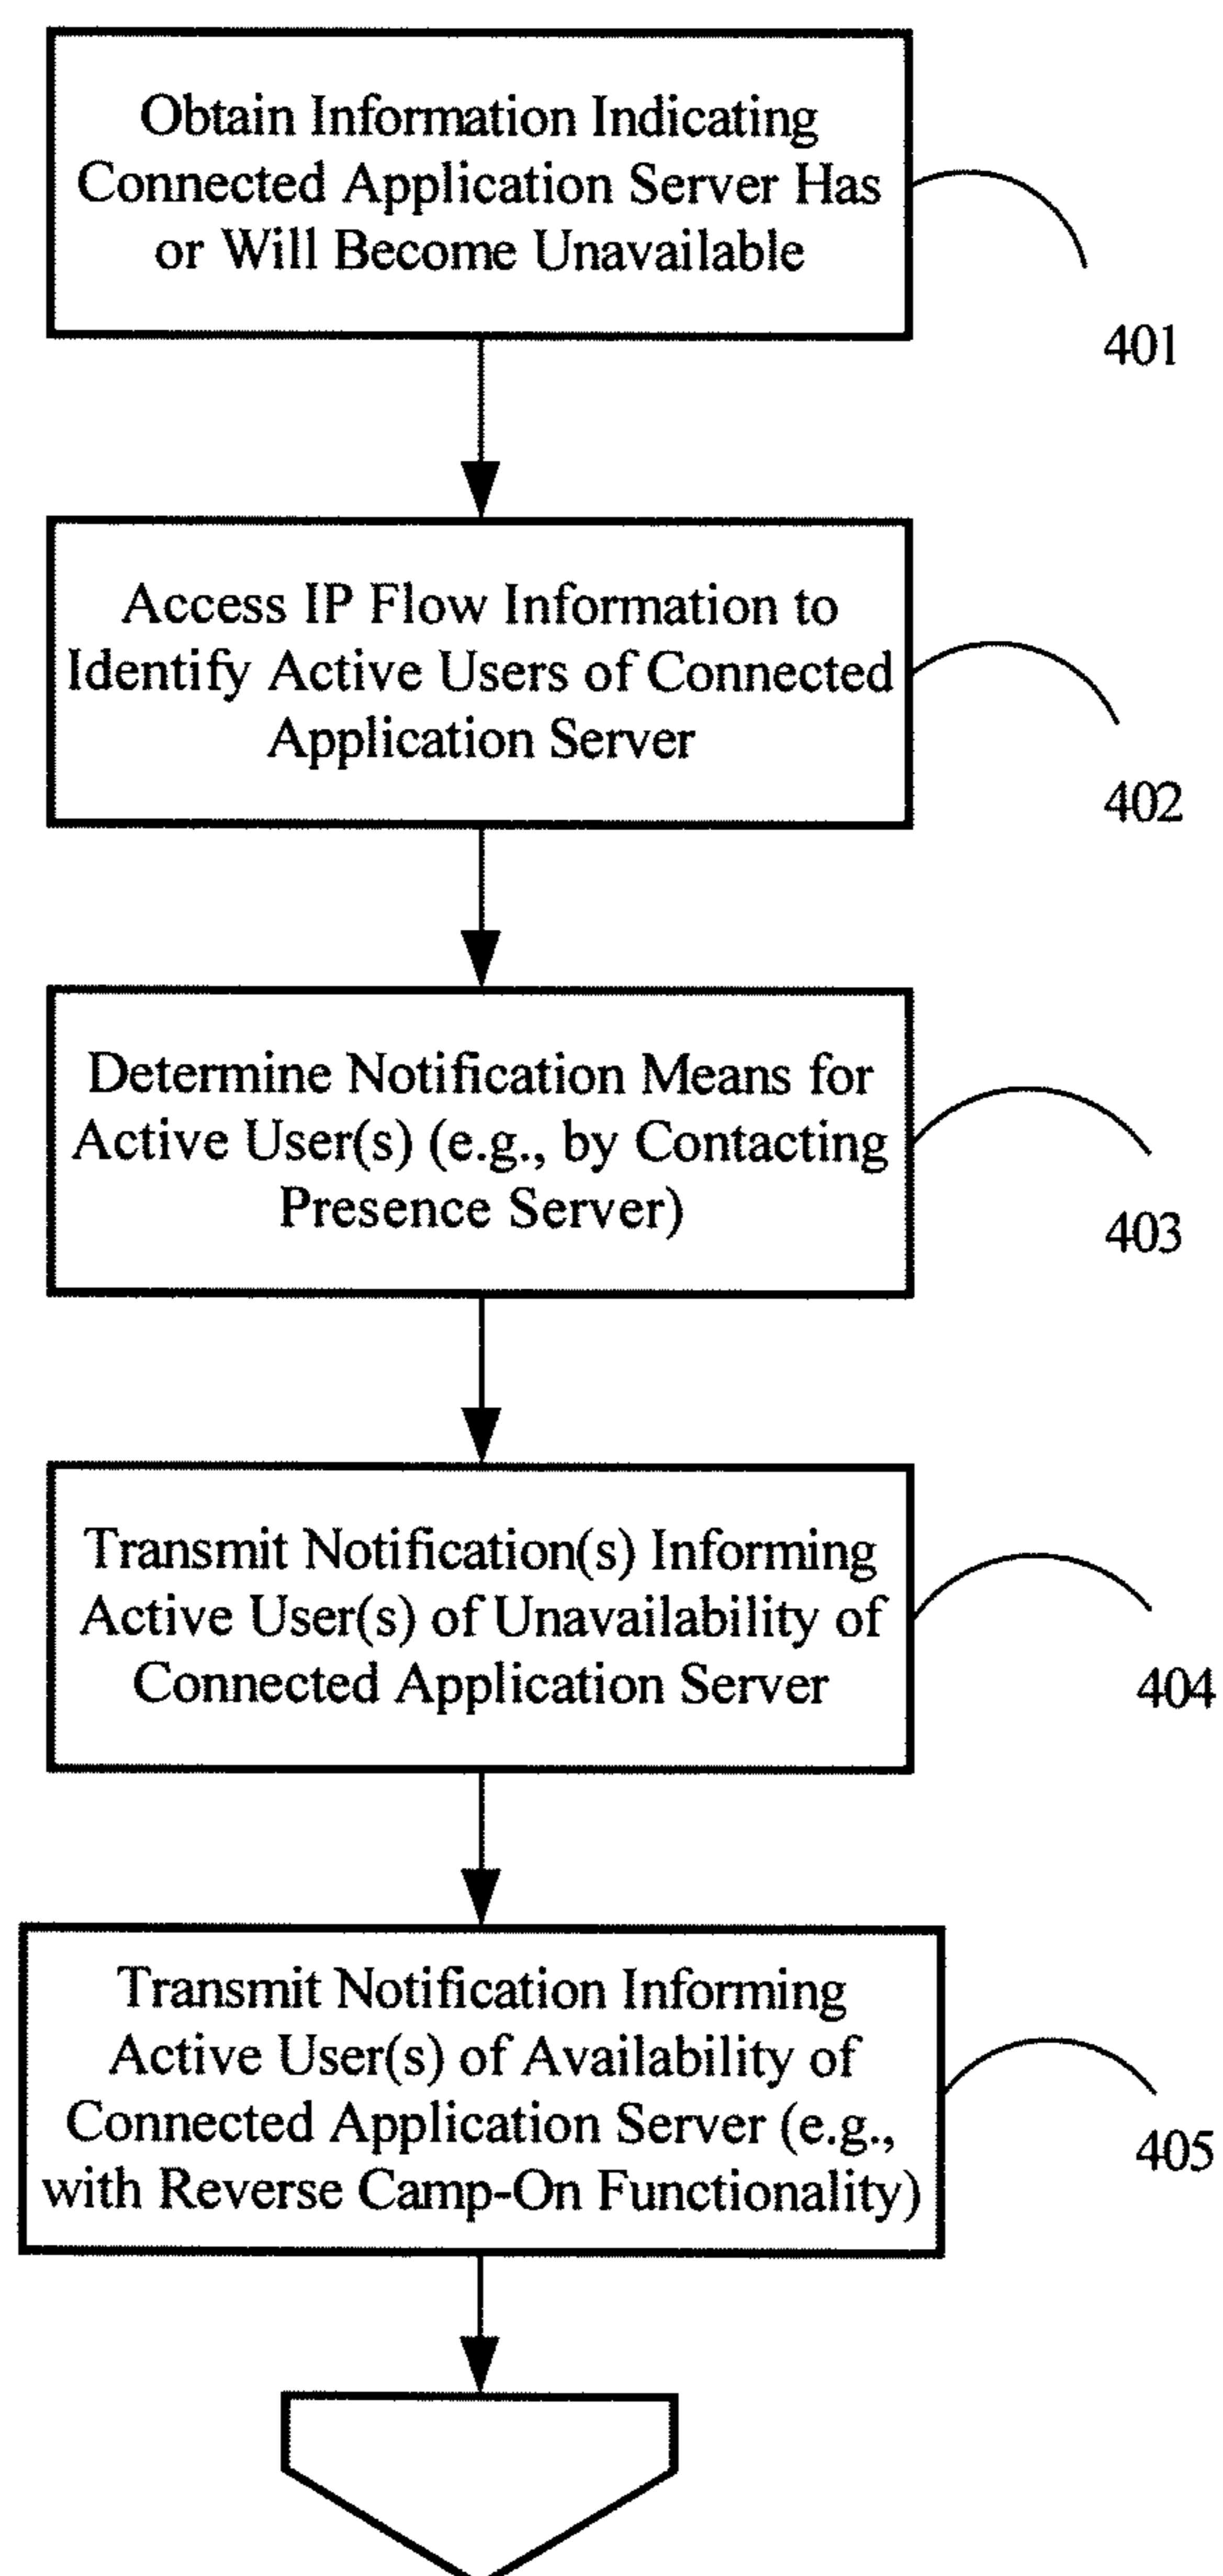 Obtain Information Indicating
Connected Application Server Has
or Will Become Unavailable
401
Access IP Flow Information to
Identify Active Users of Connected
Application Server
402
Determine Notification Means for
Active User(s) (e.g., by Contacting
Presence Server)
403
Transmit Notification(s) Informing
Active User(s) of Unavailability of
Connected Application Server
404
Transmit Notification Informing
Active User(s) of Availability of
Connected Application Server (e.g.,
with Reverse Camp-On Functionality)
405